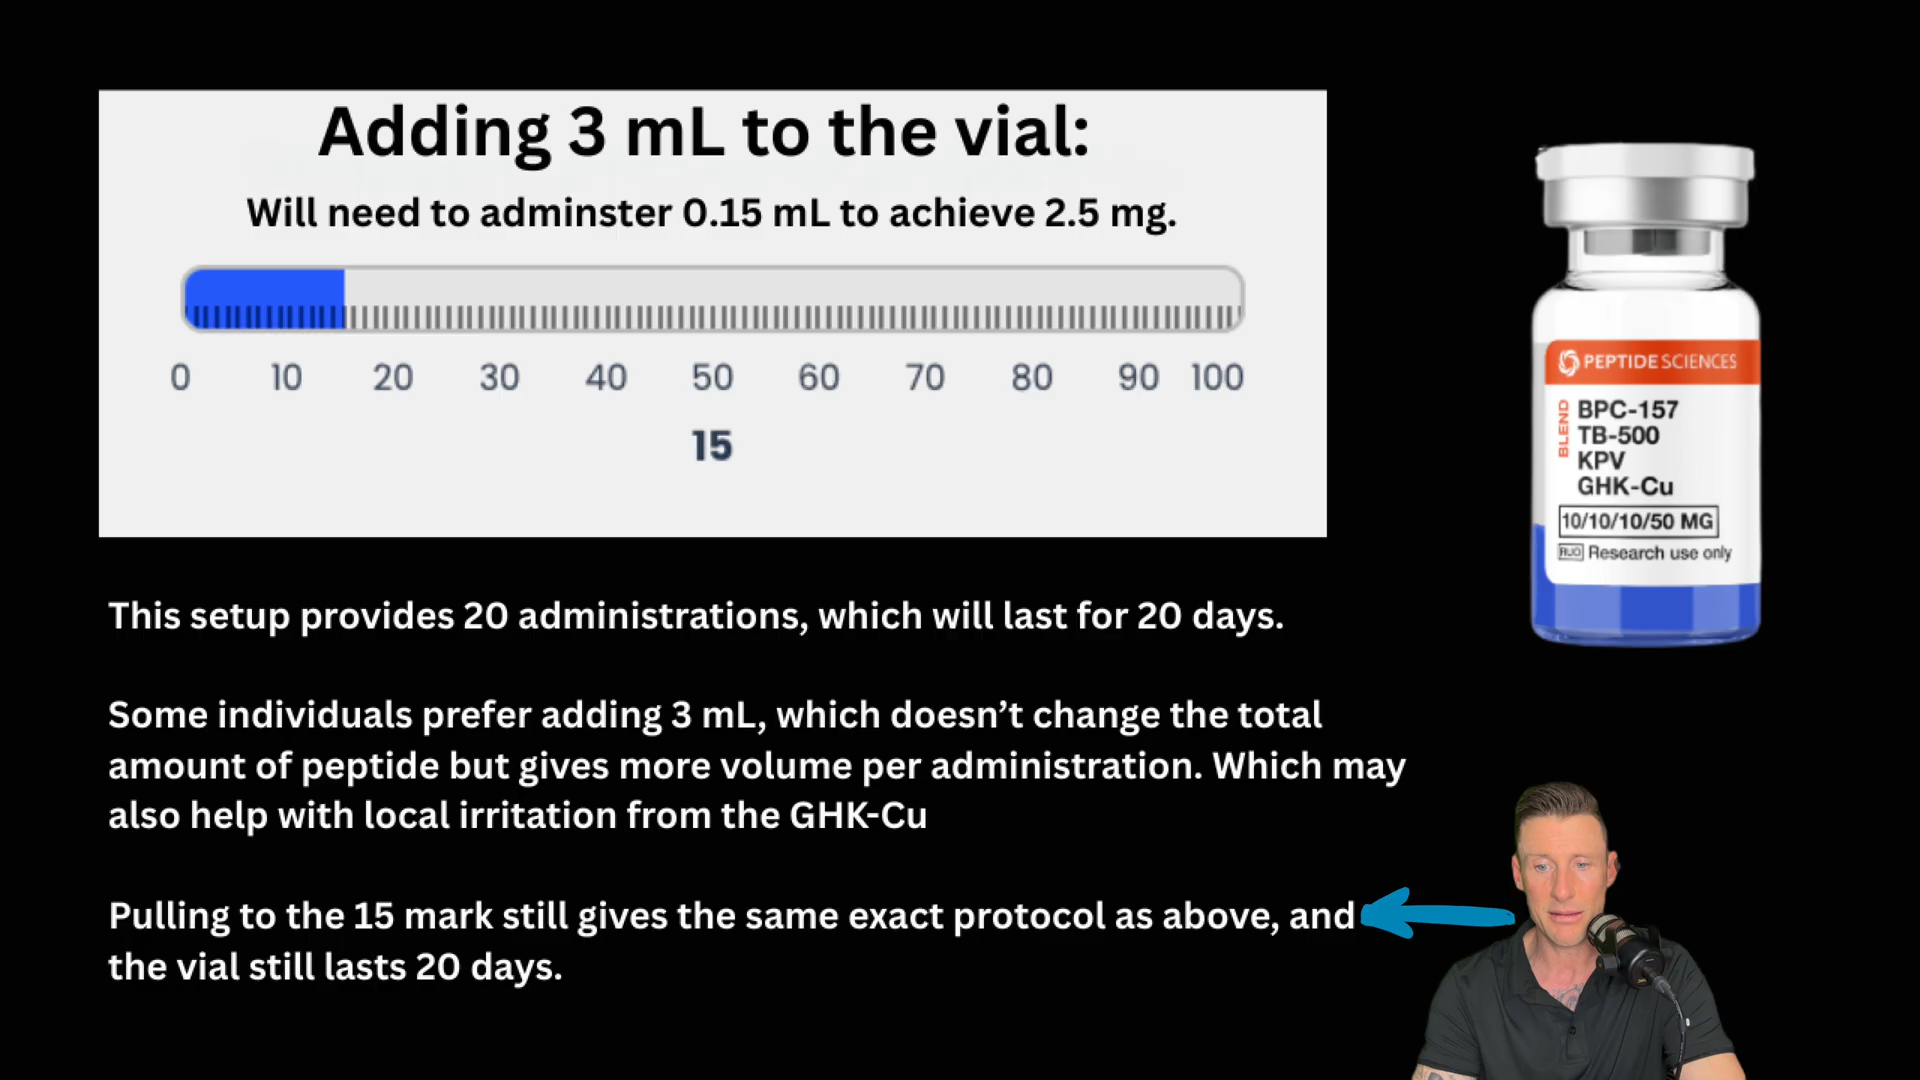 Adding 3 mL to the vial:
Will need to adminster 0.15 mL to achieve 2.5 mg.
0 10 20 30 40 50 60 70 80 90 100
15
PEPTIDE SCIENCES
BLEND
BPC-157
TB-500
KPV
GHK-Cu
10/10/10/50 MG
RUO Research use only
This setup provides 20 administrations, which will last for 20 days.
Some individuals prefer adding 3 mL, which doesn’t change the total
amount of peptide but gives more volume per administration. Which may
also help with local irritation from the GHK-Cu
Pulling to the 15 mark still gives the same exact protocol as above, and
the vial still lasts 20 days.